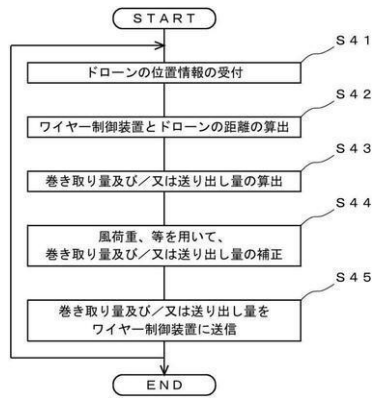 START
S41
ドローンの位置情報の受付
S42
ワイヤー制御装置とドローンの距離の算出
S43
巻き取り量及び／又は送り出し量の算出
S44
風荷重、等を用いて、
巻き取り量及び／又は送り出し量の補正
S45
巻き取り量及び／又は送り出し量を
ワイヤー制御装置に送信
END